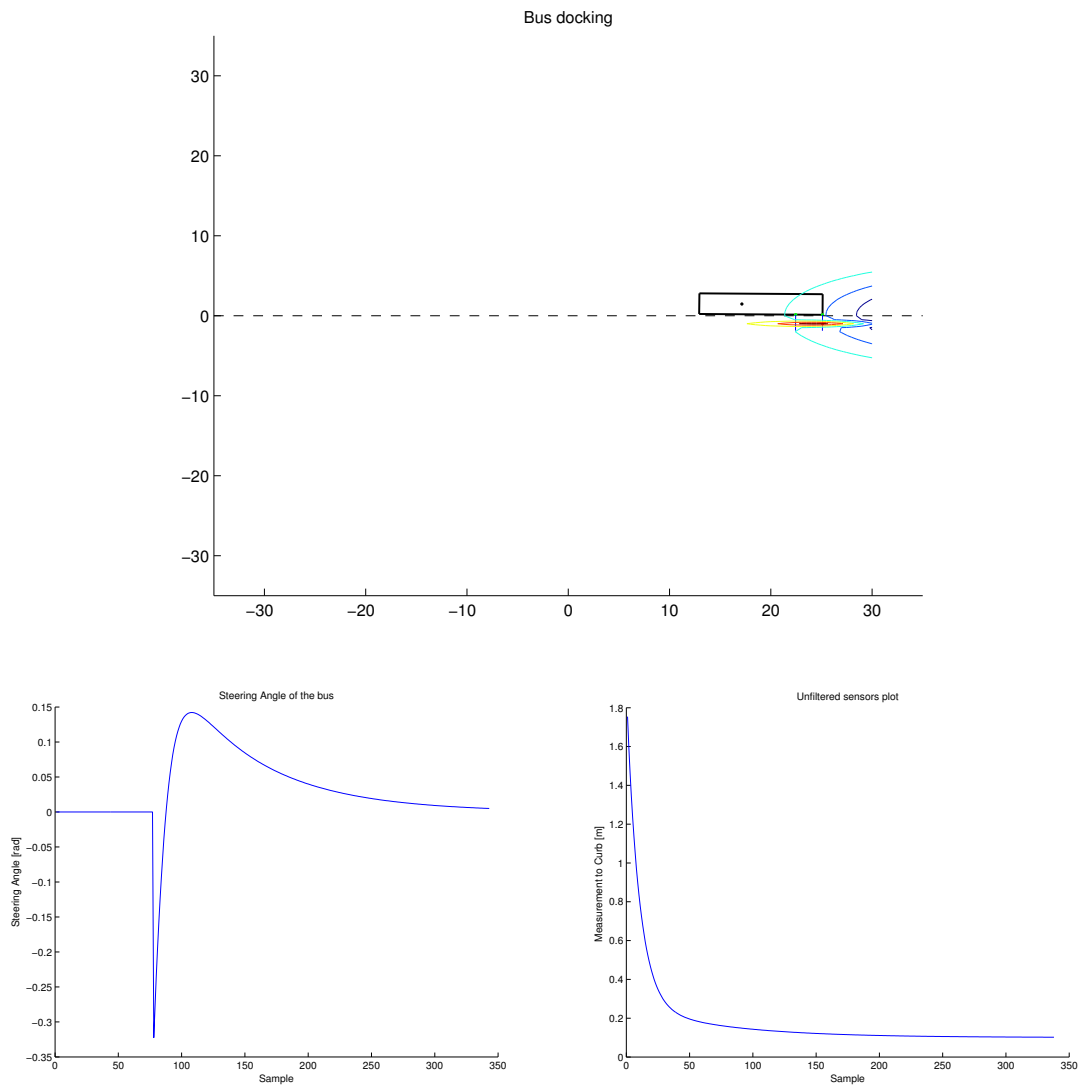 Bus docking
30
20
10
0
−10
−20
−30
−30 −20 −10 0 10 20 30
Steering Angle of the bus
Steering Angle [rad]
0.15
0.1
0.05
0
−0.05
−0.1
−0.15
−0.2
−0.25
−0.3
−0.35
0 50 100 150 200 250 300 350
Sample
Unfiltered sensors plot
Measurement to Curb [m]
1.8
1.6
1.4
1.2
1
0.8
0.6
0.4
0.2
0
0 50 100 150 200 250 300 350
Sample